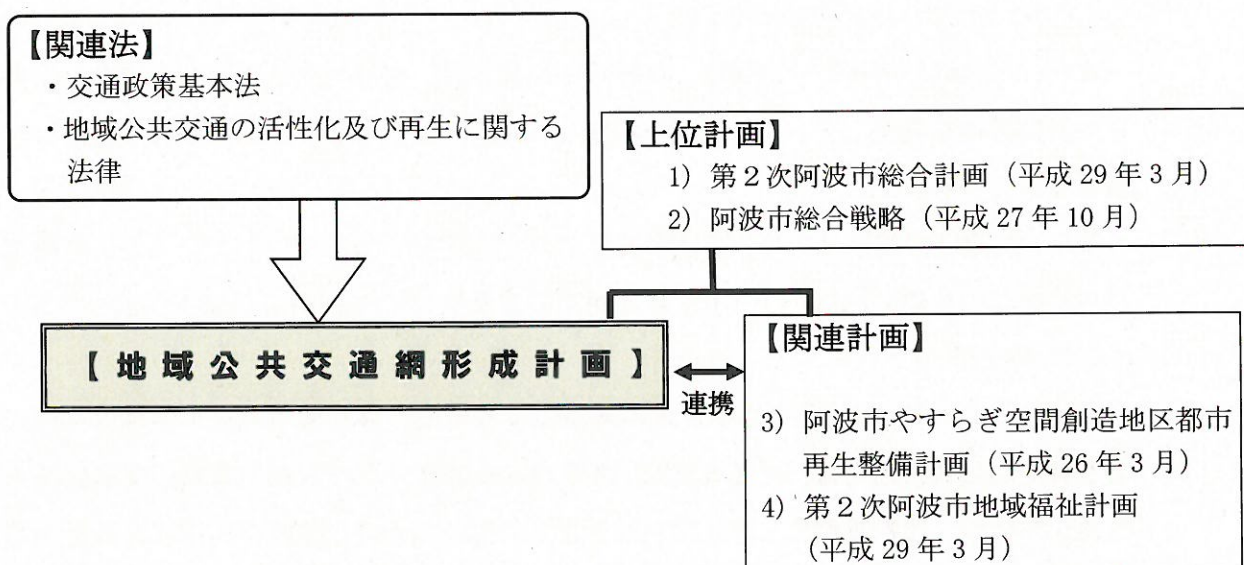 【関連法】
・交通政策基本法
・地域公共交通の活性化及び再生に関する
法律
【上位計画】
1) 第2次阿波市総合計画(平成29年3月)
2) 阿波市総合戦略(平成27年10月)
【地域公共交通網形成計画】
連携
【関連計画】
3) 阿波市やすらぎ空間創造地区都市
再生整備計画(平成26年3月)
4) 第2次阿波市地域福祉計画
(平成29年3月)